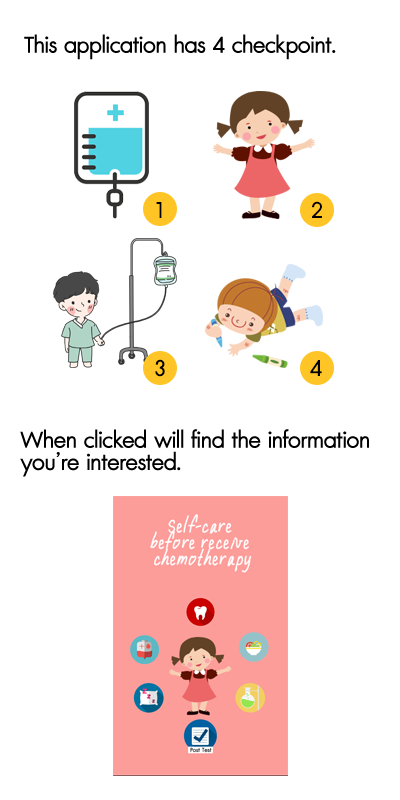 This application has 4 checkpoint.
1
2
3
4
When clicked will find the information
you're interested.
Self-care
before receive
chemotherapy
Post Test